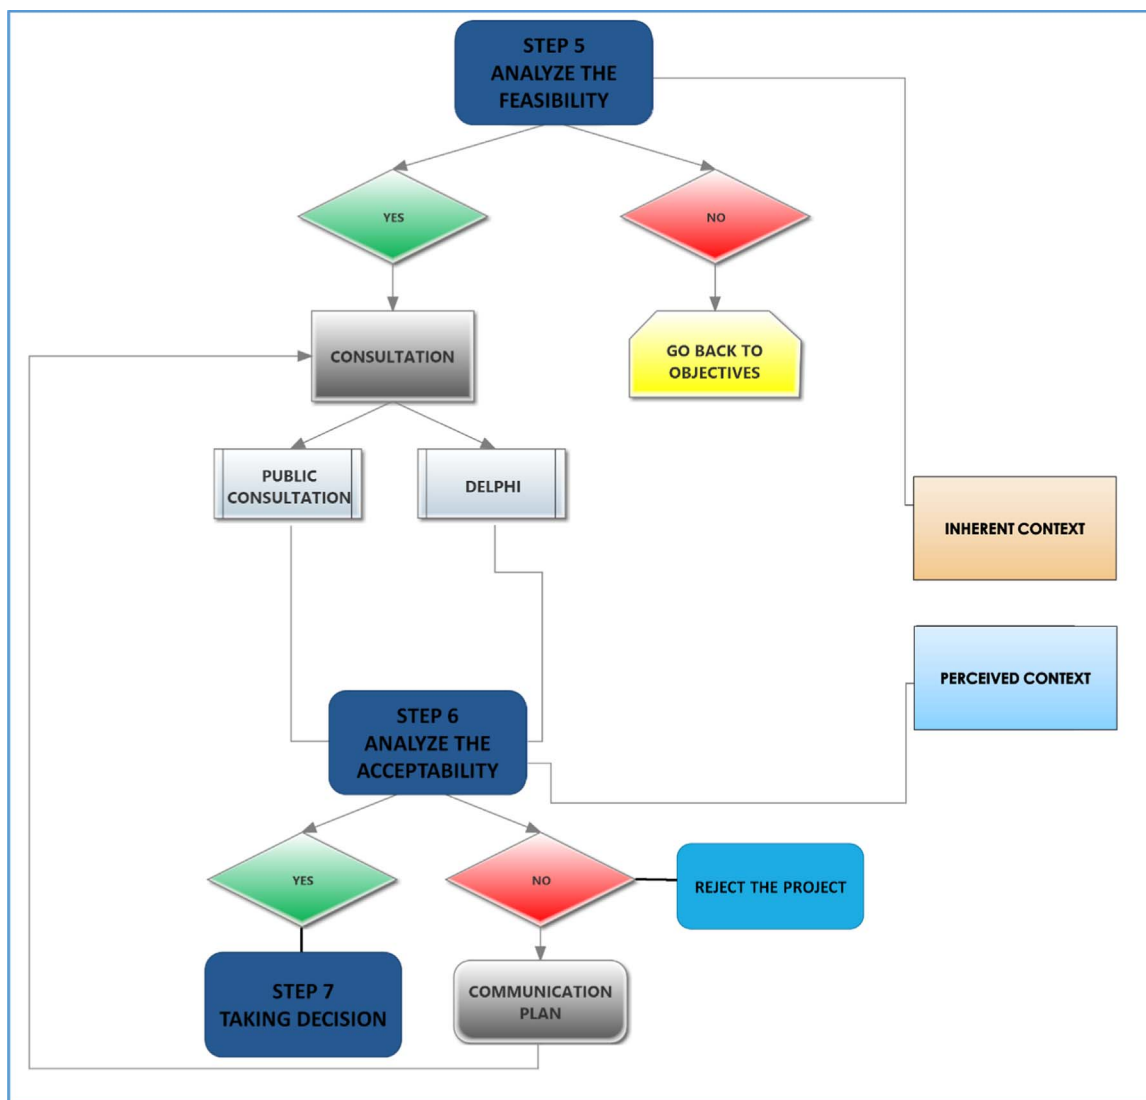 STEP 5
ANALYZE THE
FEASIBILITY
YES
NO
CONSULTATION
GO BACK TO
OBJECTIVES
PUBLIC
CONSULTATION
DELPHI
INHERENT CONTEXT
PERCEIVED CONTEXT
STEP 6
ANALYZE THE
ACCEPTABILITY
YES
NO
REJECT THE PROJECT
STEP 7
TAKING DECISION
COMMUNICATION
PLAN